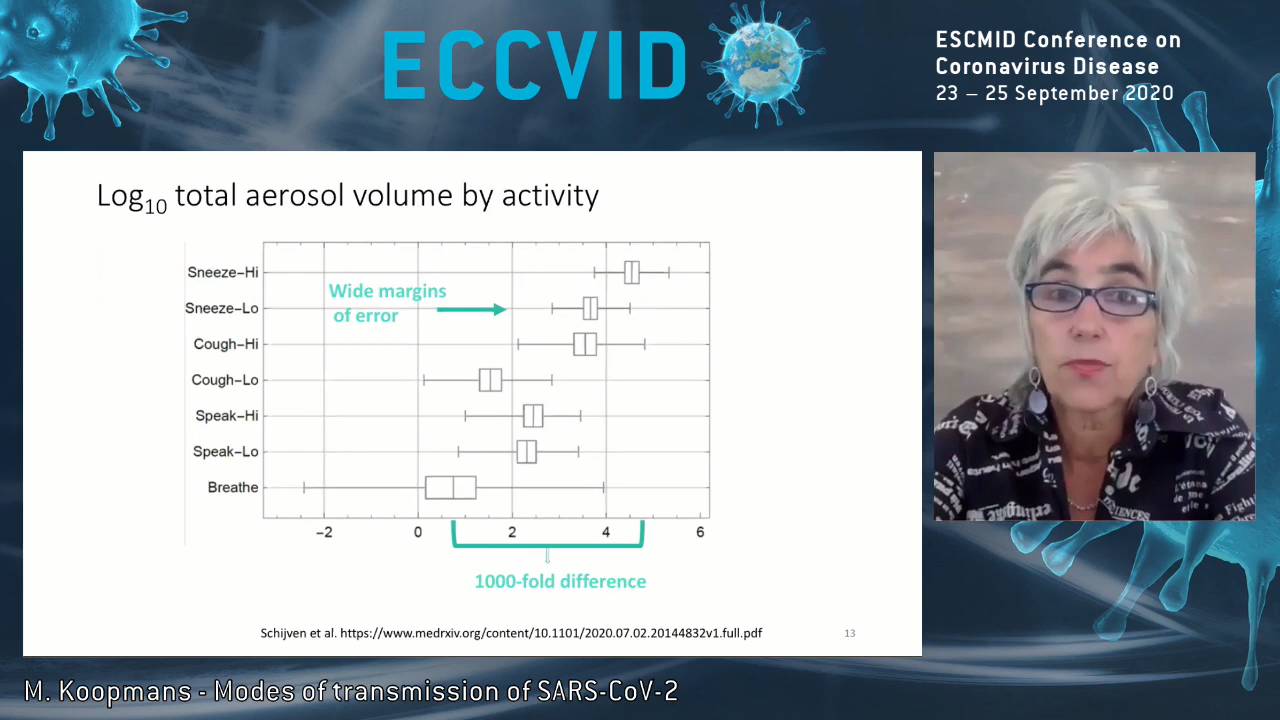 ECCVID
ESCMID Conference on
Coronavirus Disease
23 – 25 September 2020
Log10 total aerosol volume by activity
Sneeze–Hi
Wide margins
of error
Sneeze–Lo
Cough–Hi
Cough–Lo
Speak–Hi
Speak–Lo
Breathe
−2 0 2 4 6
1000-fold difference
Schijven et al. https://www.medrxiv.org/content/10.1101/2020.07.02.20144832v1.full.pdf
13
M. Koopmans - Modes of transmission of SARS-CoV-2